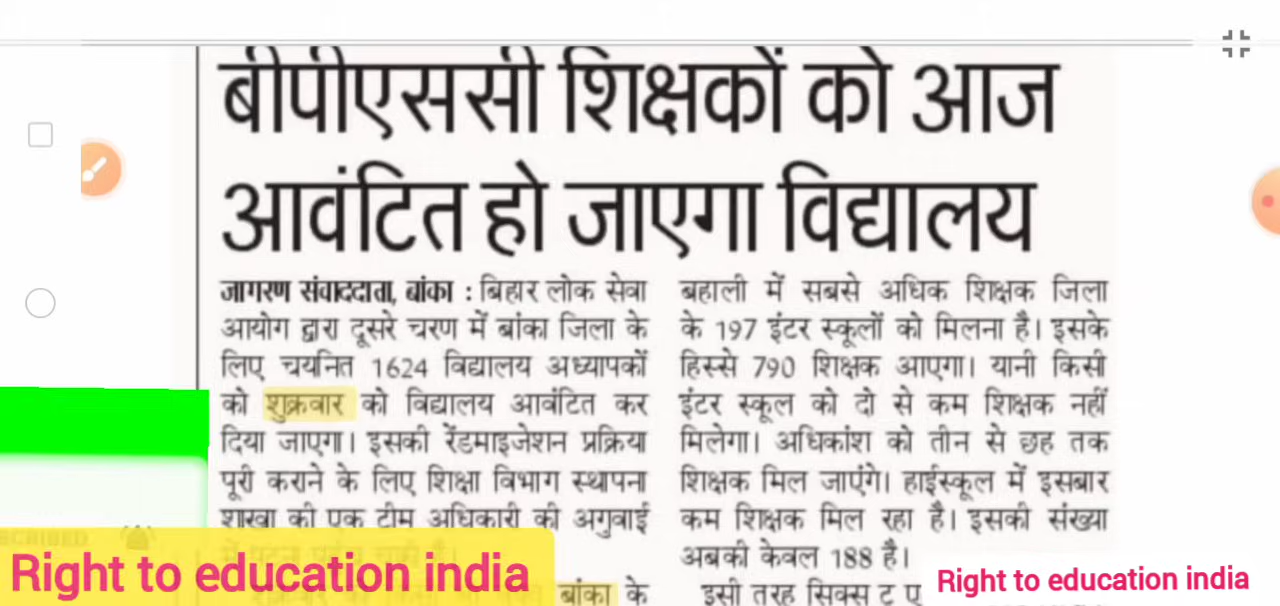 बीपीएससी शिक्षकों को आज
आवंटित हो जाएगा विद्यालय
जागरण संवाददाता, बांका : बिहार लोक सेवा
आयोग द्वारा दूसरे चरण में बांका जिला के
लिए चयनित 1624 विद्यालय अध्यापकों
को शुक्रवार को विद्यालय आवंटित कर
दिया जाएगा। इसकी रेंडमाइजेशन प्रक्रिया
पूरी कराने के लिए शिक्षा विभाग स्थापना
शाखा की एक टीम अधिकारी की अगुवाई
बांका के
बहाली में सबसे अधिक शिक्षक जिला
के 197 इंटर स्कूलों को मिलना है। इसके
हिस्से 790 शिक्षक आएगा। यानी किसी
इंटर स्कूल को दो से कम शिक्षक नहीं
मिलेगा। अधिकांश को तीन से छह तक
शिक्षक मिल जाएंगे। हाईस्कूल में इसबार
कम शिक्षक मिल रहा है। इसकी संख्या
अबकी केवल 188 है।
इसी तरह सिक्स टू ए
Right to education india
Right to education india